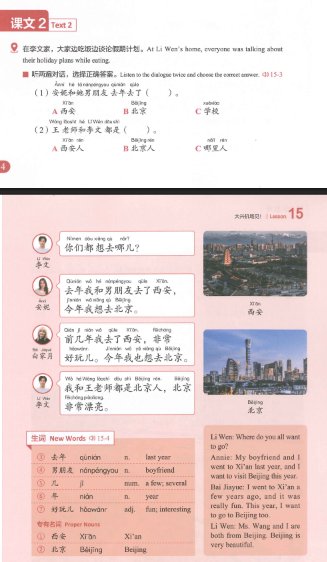 课文2 Text 2
在李文家，大家边吃饭边谈论假期计划。At Li Wen's home, everyone was talking about
their holiday plans while eating.
■ 听两遍对话，选择正确答案。Listen to the dialogue twice and choose the correct answer. 15-3
Ānnī hé tā nánpéngyou qùnián qùle
（1）安妮和她男朋友去年去了（ ）。
Xī'ān Běijīng xuéxiào
A 西安 B 北京 C 学校
Wáng lǎoshī hé Lǐ Wén dōu shì
（2）王老师和李文都是（ ）。
Xī'ān rén Běijīng rén nǎlǐ rén
A 西安人 B 北京人 C 哪里人
4
大兴机场见！ Lesson 15
Nǐmen dōu xiǎng qù nǎr?
你们都想去哪儿？
Lǐ Wén
李文
Qùnián wǒ hé nánpéngyou qùle Xī'ān,
去年我和男朋友去了西安，
jīnnián wǒ xiǎng qù Běijīng.
今年我想去北京。
Ānnī
安妮
Qián jǐ nián wǒ qùle Xī'ān, fēicháng
前几年我去了西安，非常
hǎowánr. Jīnnián wǒ yě xiǎng qù Běijīng.
好玩儿。今年我也想去北京。
Bái Jiāyuè
白家月
Wǒ hé Wáng lǎoshī dōu shì Běijīng rén, Běijīng
我和王老师都是北京人，北京
fēicháng piàoliang.
非常漂亮。
Lǐ Wén
李文
Xī'ān
西安
Běijīng
北京
生词 New Words 15-4
③ 去年 qùnián n. last year
④ 男朋友 nánpéngyou n. boyfriend
⑤ 几 jǐ num. a few; several
⑥ 年 nián n. year
⑦ 好玩儿 hǎowánr adj. fun; interesting
专有名词 Proper Nouns
① 西安 Xī'ān Xi'an
② 北京 Běijīng Beijing
Li Wen: Where do you all want
to go?
Annie: My boyfriend and I
went to Xi'an last year, and I
want to visit Beijing this year.
Bai Jiayue: I went to Xi'an a
few years ago, and it was
really fun. This year, I want
to go to Beijing too.
Li Wen: Ms. Wang and I are
both from Beijing. Beijing is
very beautiful.